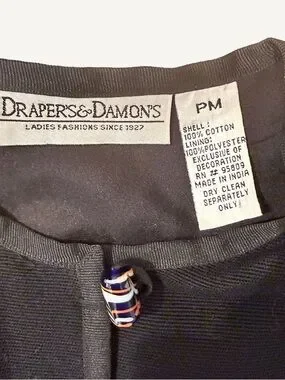 DRAPER'S & DAMON'S
LADIES FASHIONS SINCE 1927
PM
SHELL:
100% COTTON
LINING:
100%POLYESTER
EXCLUSIVE OF
DECORATION
RN # 95809
MADE IN INDIA
DRY CLEAN
SEPARATELY
ONLY!